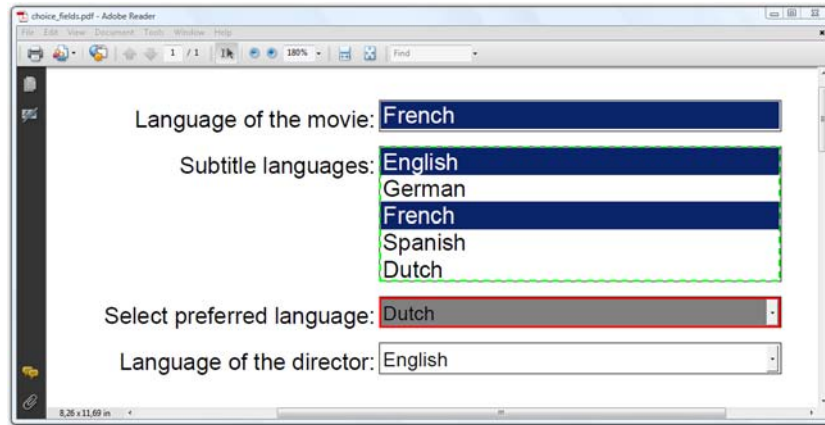 choice_fields.pdf - Adobe Reader
File Edit View Document Tools Window Help
1 / 1 180% Find
Language of the movie: French
Subtitle languages: English
German
French
Spanish
Dutch
Select preferred language: Dutch
Language of the director: English
8,26 x 11,69 in